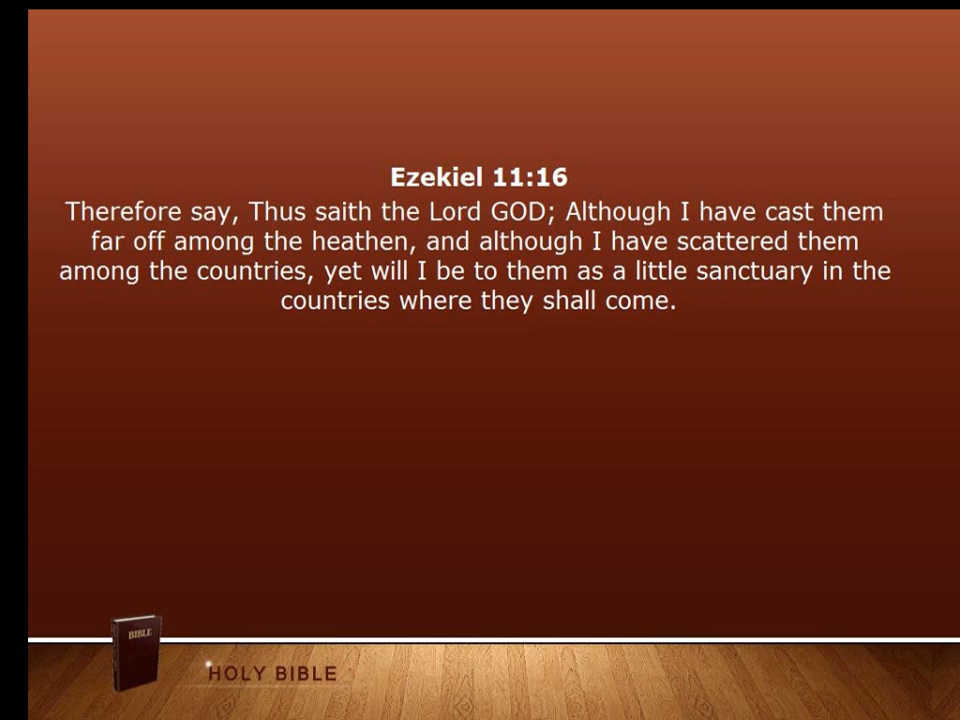 Ezekiel 11:16
Therefore say, Thus saith the Lord GOD; Although I have cast them
far off among the heathen, and although I have scattered them
among the countries, yet will I be to them as a little sanctuary in the
countries where they shall come.
BIBLE
HOLY BIBLE